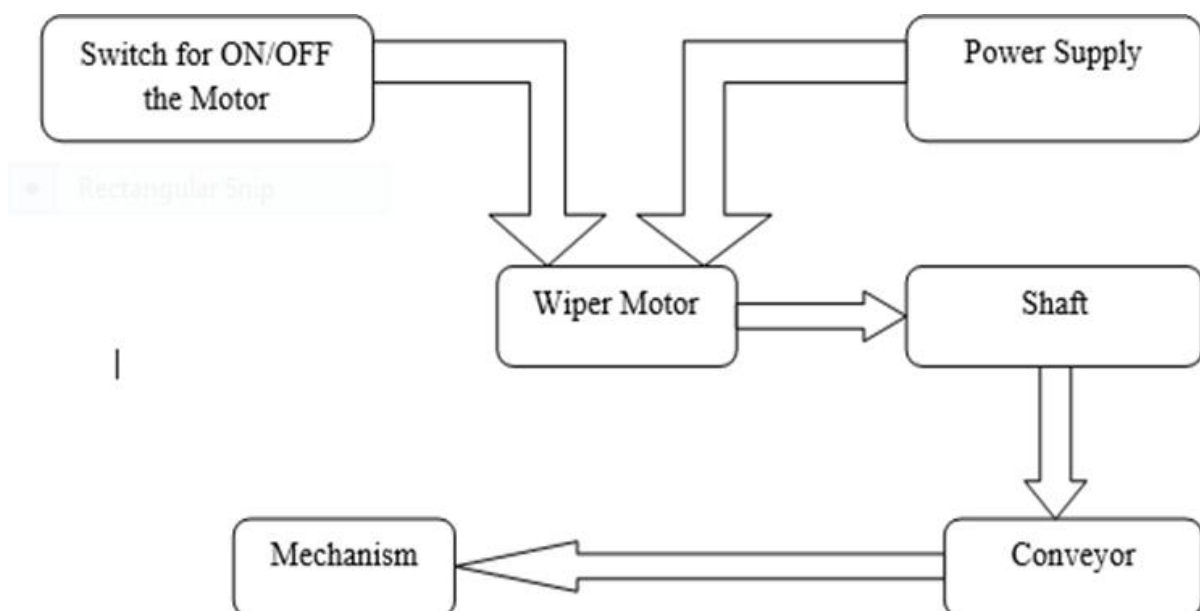 Switch for ON/OFF
the Motor
Power Supply
Rectangular Snip
Wiper Motor
Shaft
Mechanism
Conveyor